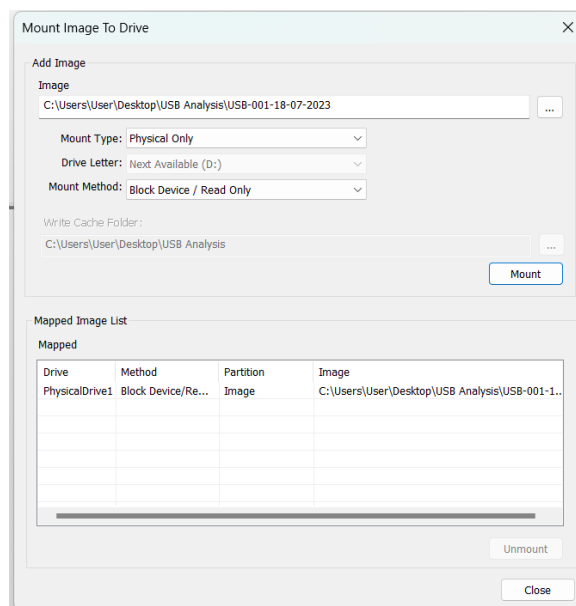 Mount Image To Drive
Add Image
Image
C:\Users\User\Desktop\USB Analysis\USB-001-18-07-2023
...
Mount Type: Physical Only
Drive Letter: Next Available (D:)
Mount Method: Block Device / Read Only
Write Cache Folder:
C:\Users\User\Desktop\USB Analysis
...
Mount
Mapped Image List
Mapped
Drive Method Partition Image
PhysicalDrive1 Block Device/Re... Image C:\Users\User\Desktop\USB Analysis\USB-001-1...
Unmount
Close